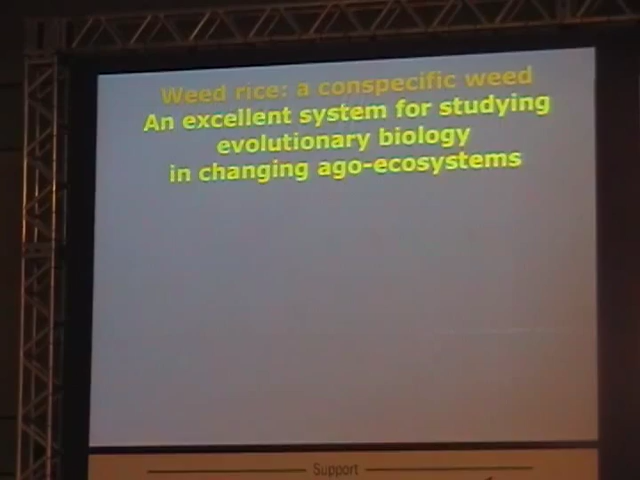 Weed rice: a conspecific weed
An excellent system for studying
evolutionary biology
in changing ago-ecosystems
Support